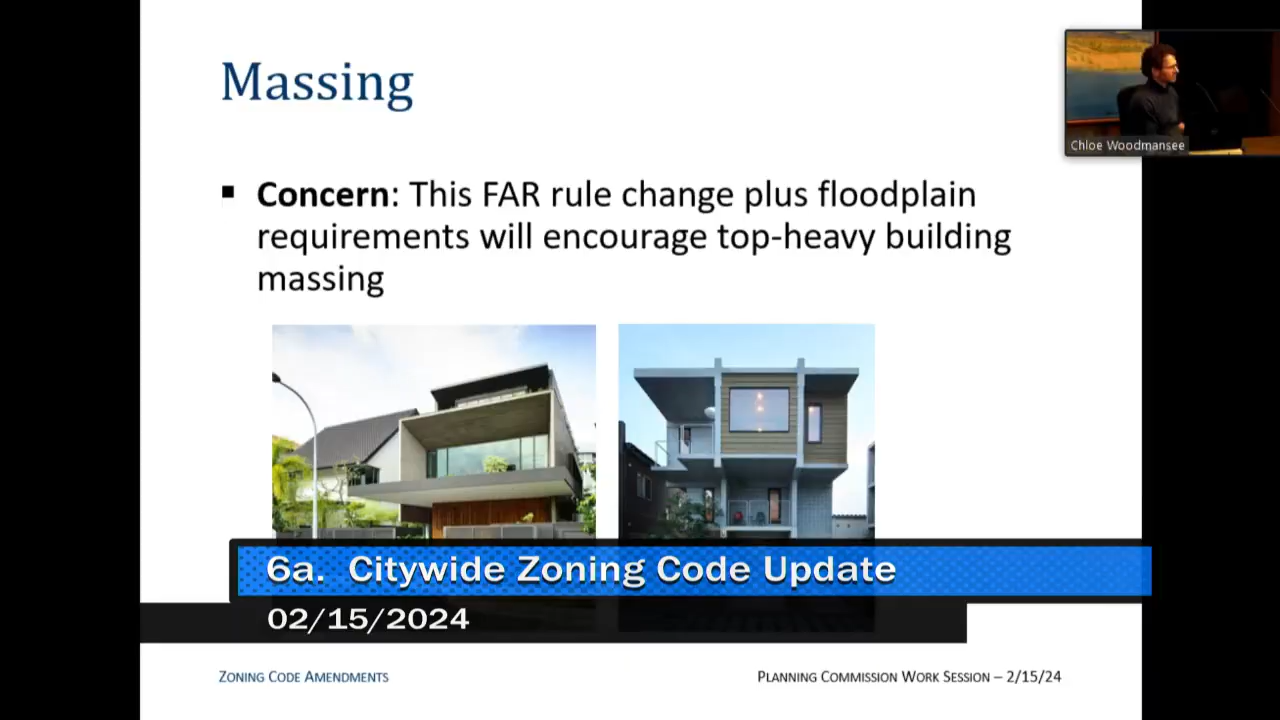 Massing
Chloe Woodmansee
▪ Concern: This FAR rule change plus floodplain
requirements will encourage top-heavy building
massing
6a. Citywide Zoning Code Update
02/15/2024
ZONING CODE AMENDMENTS
PLANNING COMMISSION WORK SESSION – 2/15/24